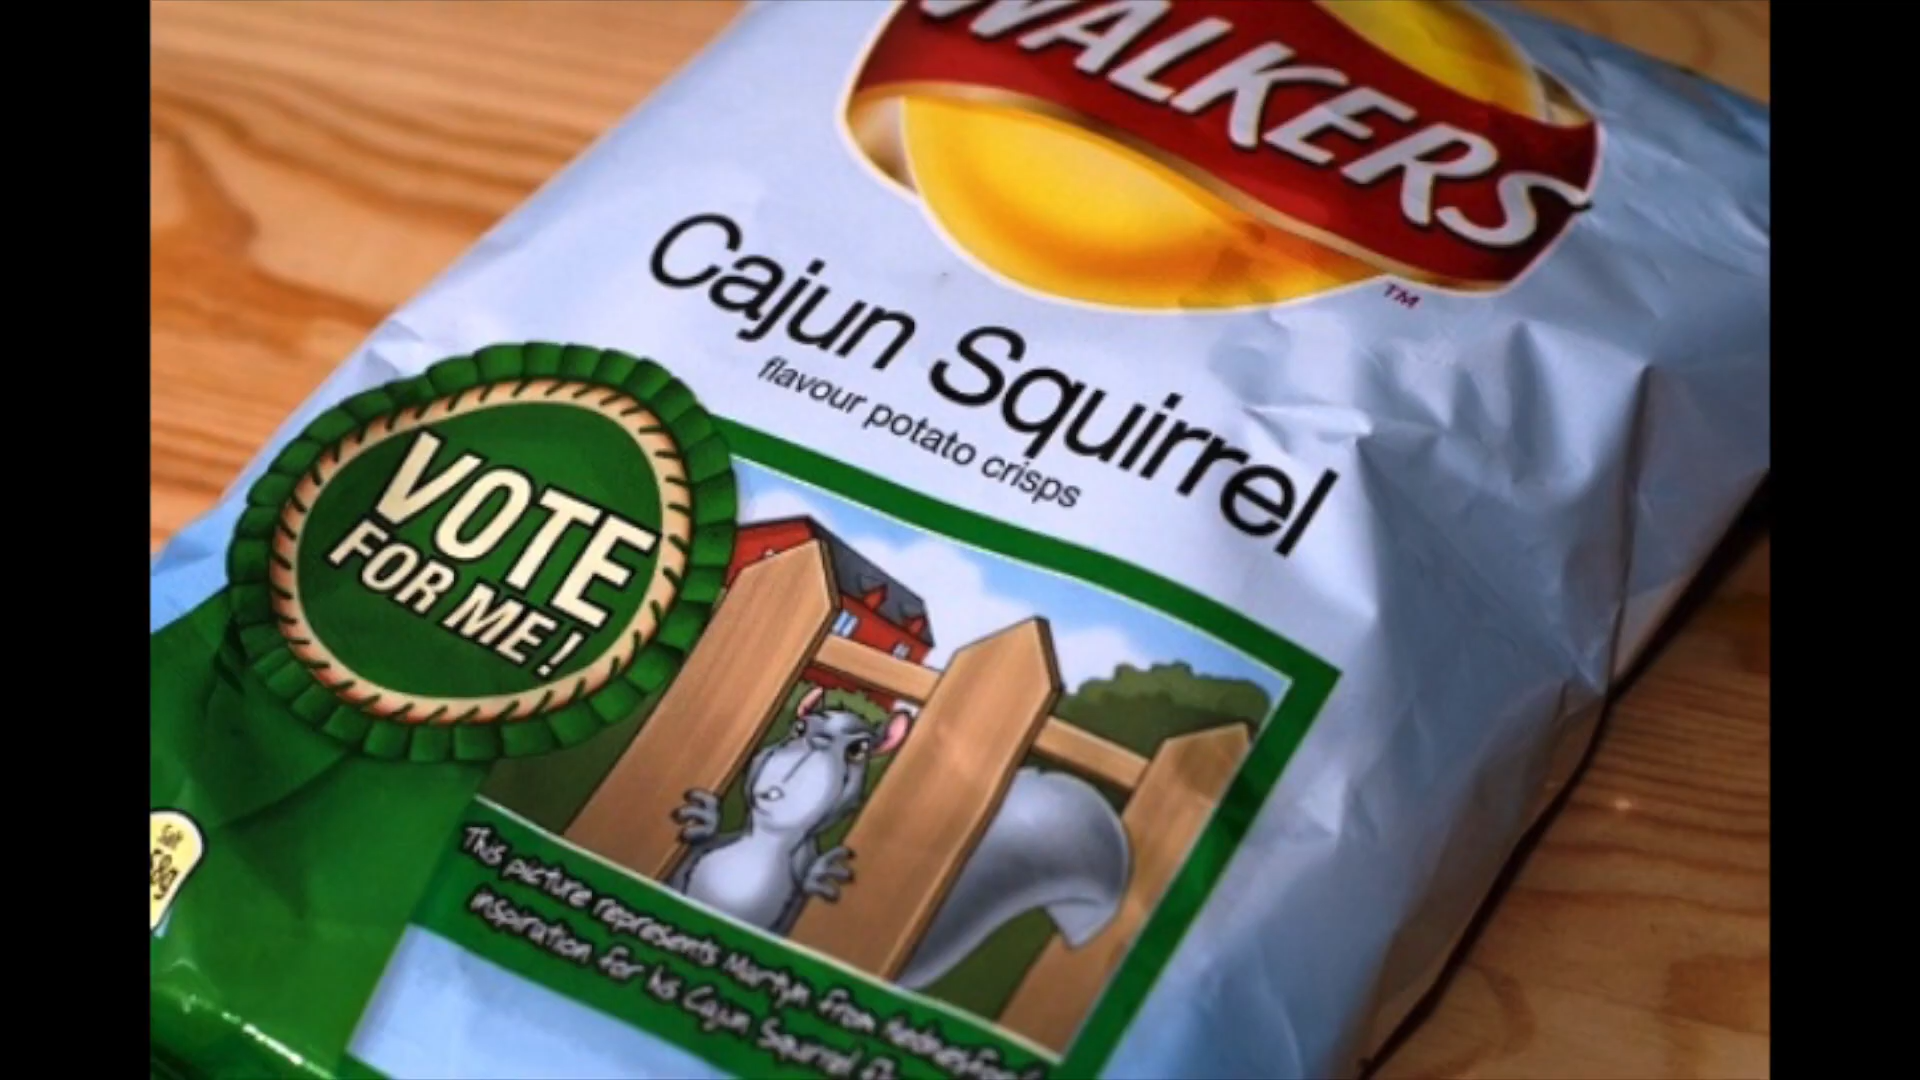 WALKERS
TM
Cajun Squirrel
flavour potato crisps
VOTE
FOR ME!
Salt
This picture represents Martyn from
inspiration for his Cajun Squirrel